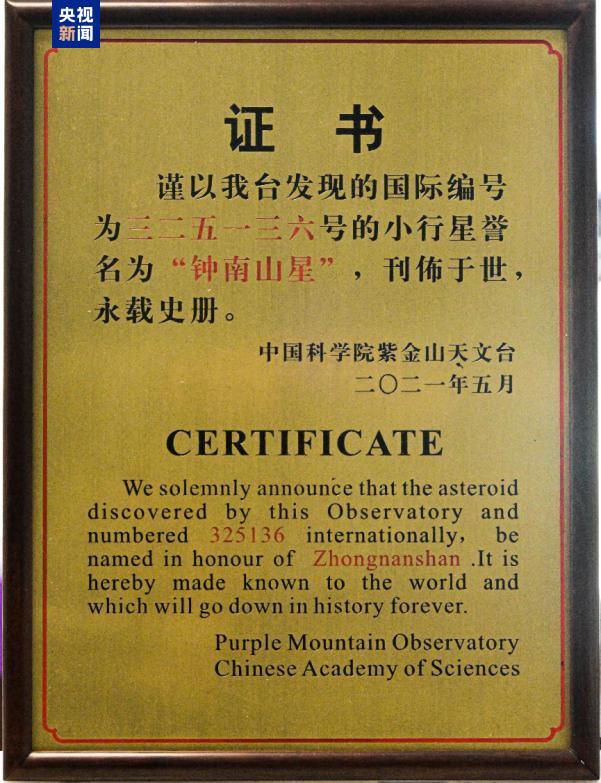 央视
新闻
证 书
谨以我台发现的国际编号
为三二五一三六号的小行星誉
名为“钟南山星”，刊佈于世，
永载史册。
中国科学院紫金山天文台
二〇二一年五月
CERTIFICATE
We solemnly announce that the asteroid
discovered by this Observatory and
numbered 325136 internationally, be
named in honour of Zhongnanshan .It is
hereby made known to the world and
which will go down in history forever.
Purple Mountain Observatory
Chinese Academy of Sciences